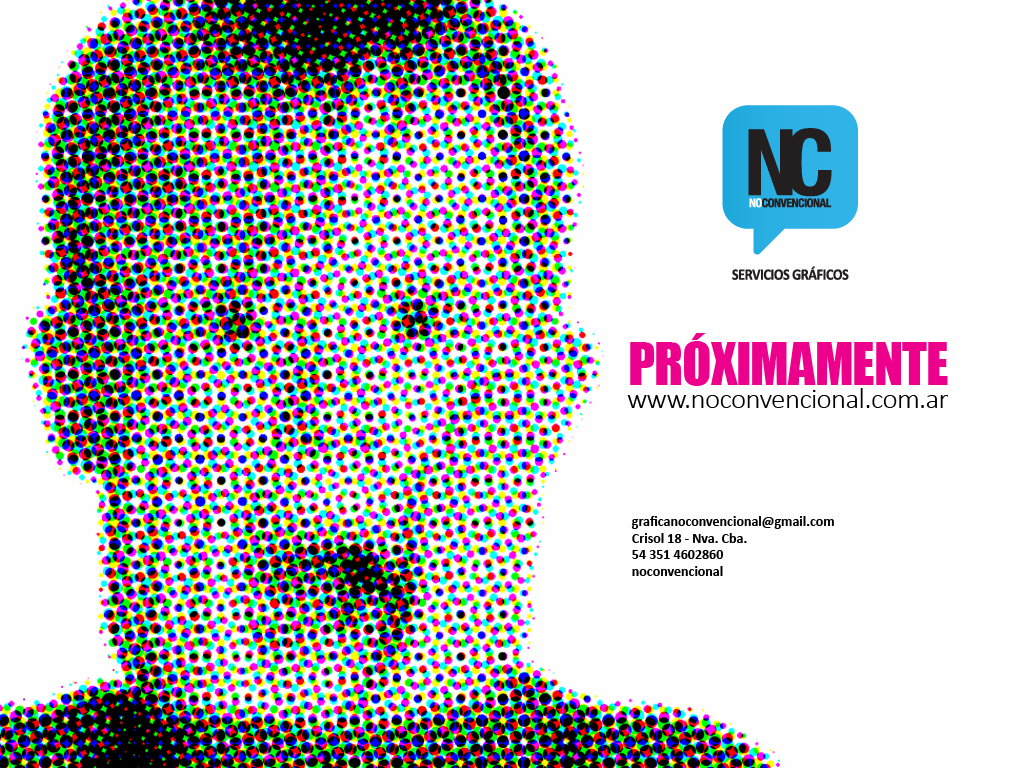 NC
NOCONVENCIONAL
SERVICIOS GRÁFICOS
PRÓXIMAMENTE
www.noconvencional.com.ar
graficanoconvencional@gmail.com
Crisol 18 - Nva. Cba.
54 351 4602860
noconvencional